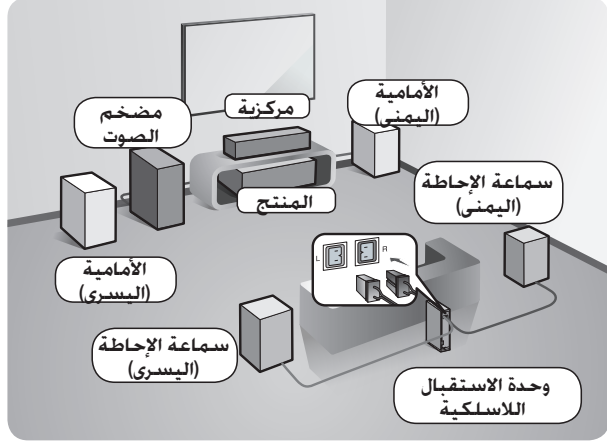 الأمامية
(اليمنى)
مركزية
مضخم
الصوت
سماعة الإحاطة
(اليمنى)
المنتج
L
R
الأمامية
(اليسرى)
سماعة الإحاطة
(اليسرى)
وحدة الاستقبال
اللاسلكية